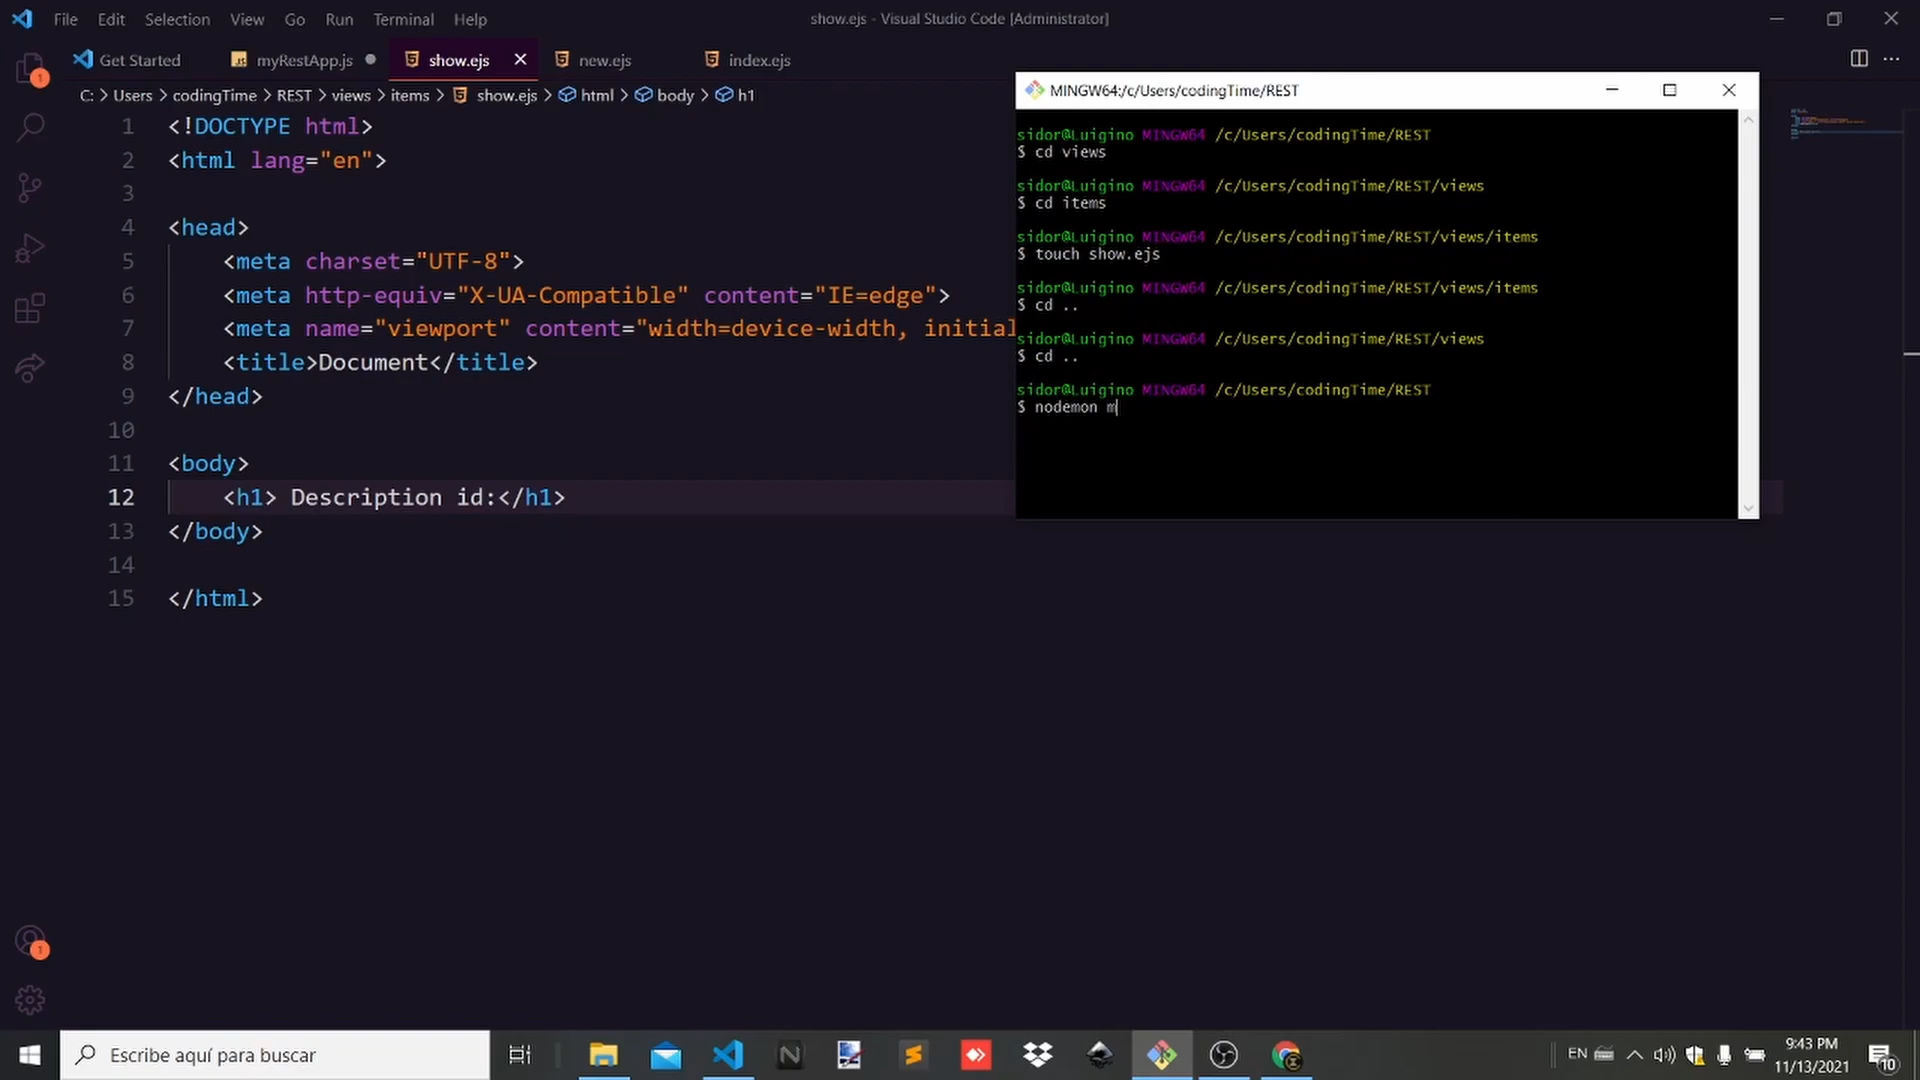 File Edit Selection View Go Run Terminal Help
show.ejs - Visual Studio Code [Administrator]
Get Started
myRestApp.js
show.ejs
new.ejs
index.ejs
C: > Users > codingTime > REST > views > items > show.ejs > html > body > h1
1 <!DOCTYPE html>
2 <html lang="en">
3
4 <head>
5 <meta charset="UTF-8">
6 <meta http-equiv="X-UA-Compatible" content="IE=edge">
7 <meta name="viewport" content="width=device-width, initial
8 <title>Document</title>
9 </head>
10
11 <body>
12 <h1> Description id:</h1>
13 </body>
14
15 </html>
MINGW64:/c/Users/codingTime/REST
sidor@Luigino MINGW64 /c/Users/codingTime/REST
$ cd views
sidor@Luigino MINGW64 /c/Users/codingTime/REST/views
$ cd items
sidor@Luigino MINGW64 /c/Users/codingTime/REST/views/items
$ touch show.ejs
sidor@Luigino MINGW64 /c/Users/codingTime/REST/views/items
$ cd ..
sidor@Luigino MINGW64 /c/Users/codingTime/REST/views
$ cd ..
sidor@Luigino MINGW64 /c/Users/codingTime/REST
$ nodemon m
1
1
Escribe aquí para buscar
EN
9:43 PM
11/13/2021
10